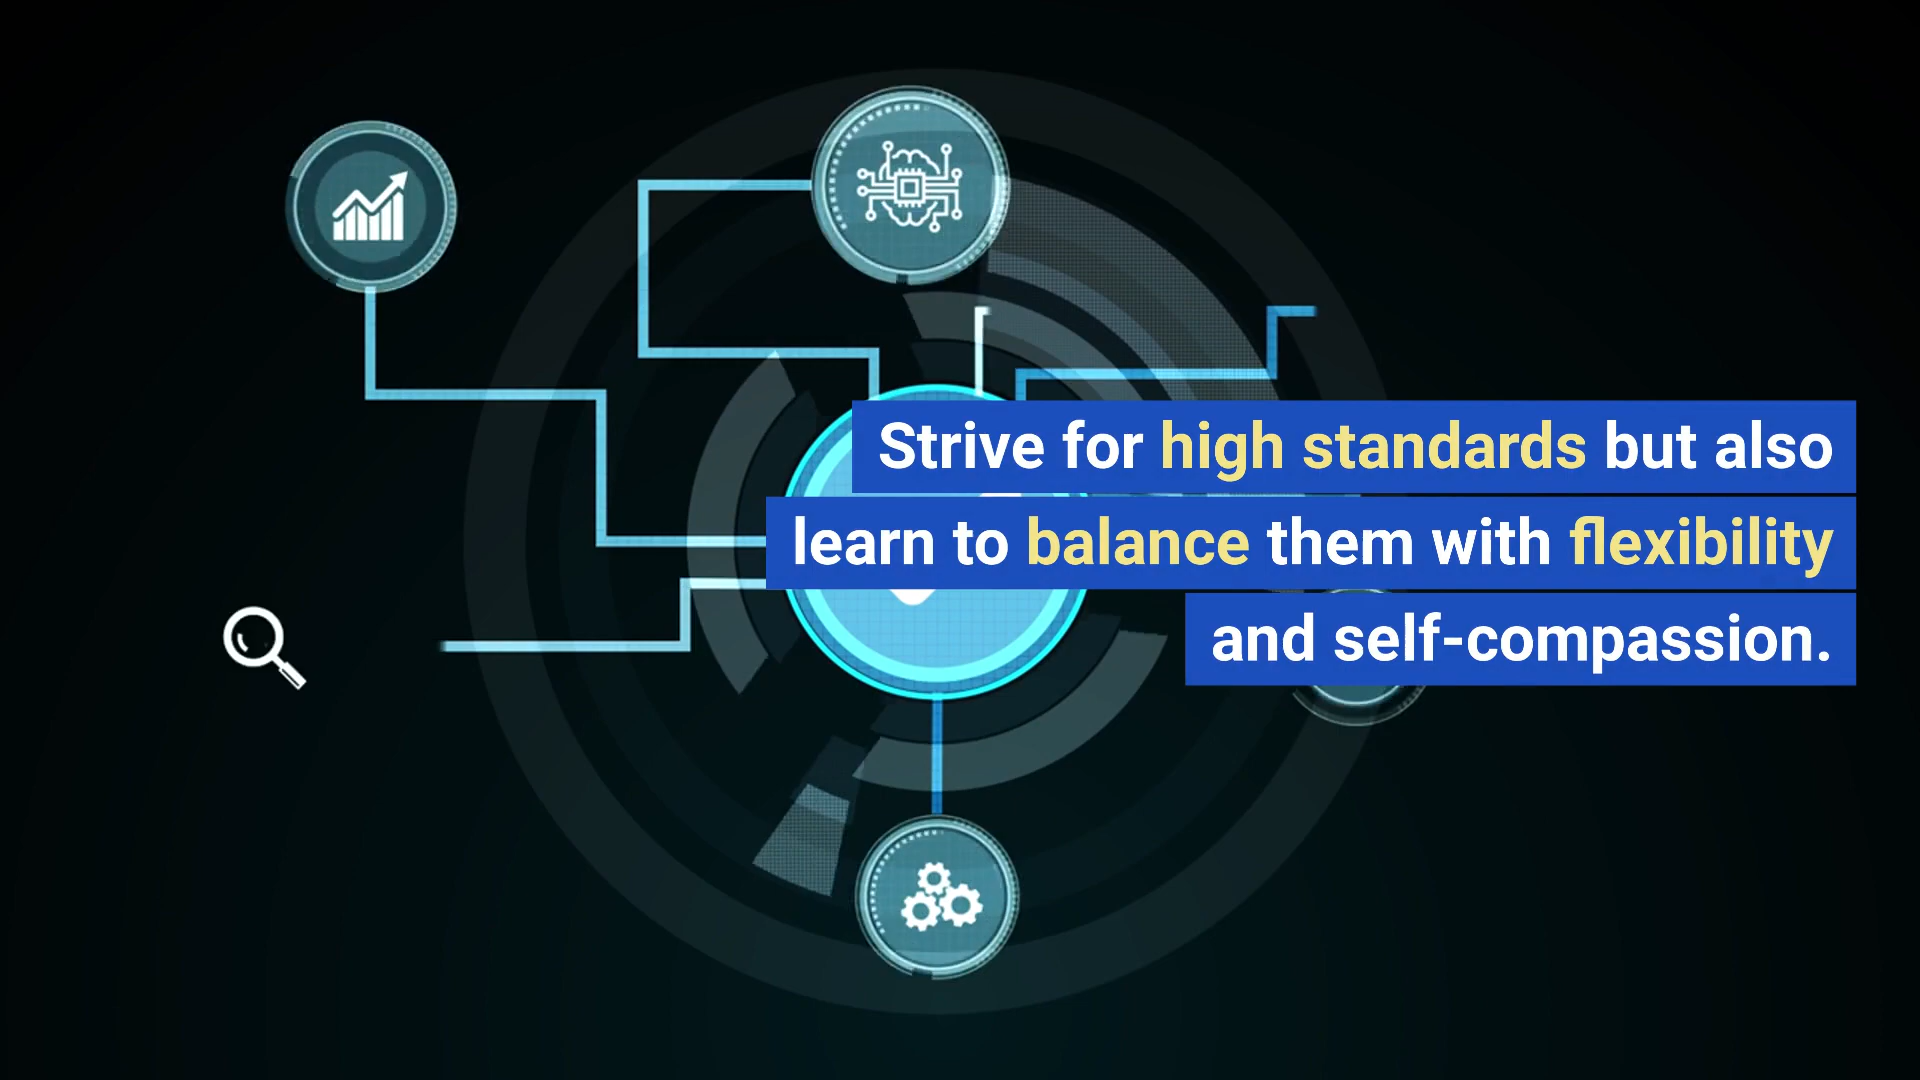 Strive for high standards but also
learn to balance them with flexibility
and self-compassion.